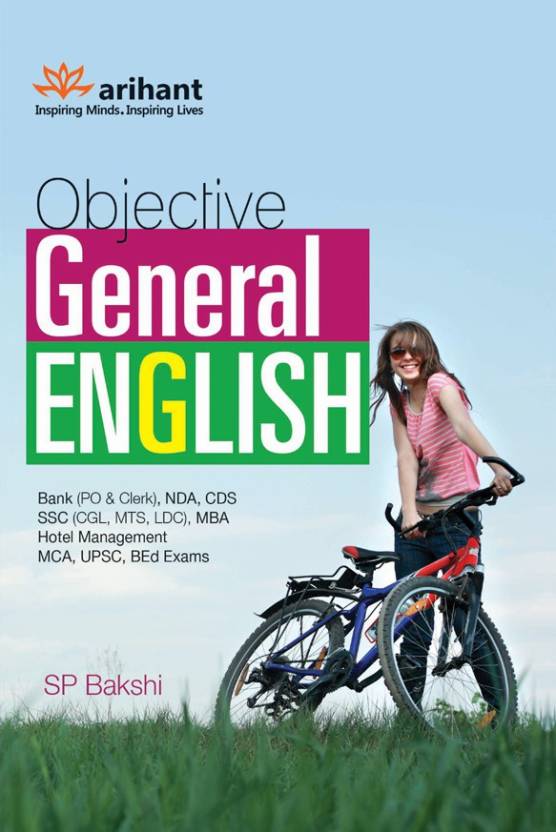 arihant
Inspiring Minds. Inspiring Lives
Objective
General
ENGLISH
Bank (PO & Clerk), NDA, CDS
SSC (CGL, MTS, LDC), MBA
Hotel Management
MCA, UPSC, BEd Exams
SP Bakshi